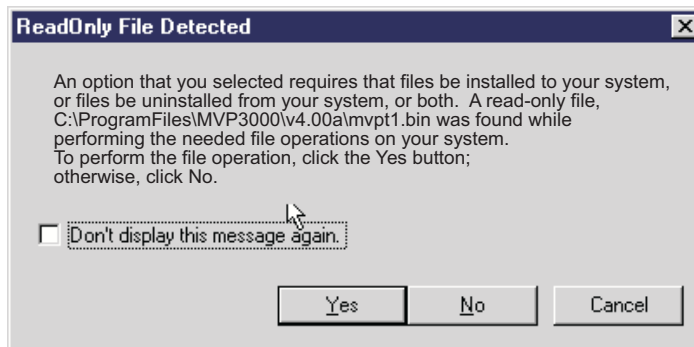 ReadOnly File Detected
An option that you selected requires that files be installed to your system,
or files be uninstalled from your system, or both.  A read-only file,
C:\ProgramFiles\MVP3000\v4.00a\mvpt1.bin was found while
performing the needed file operations on your system.
To perform the file operation, click the Yes button;
otherwise, click No.
Don't display this message again.
Yes No Cancel